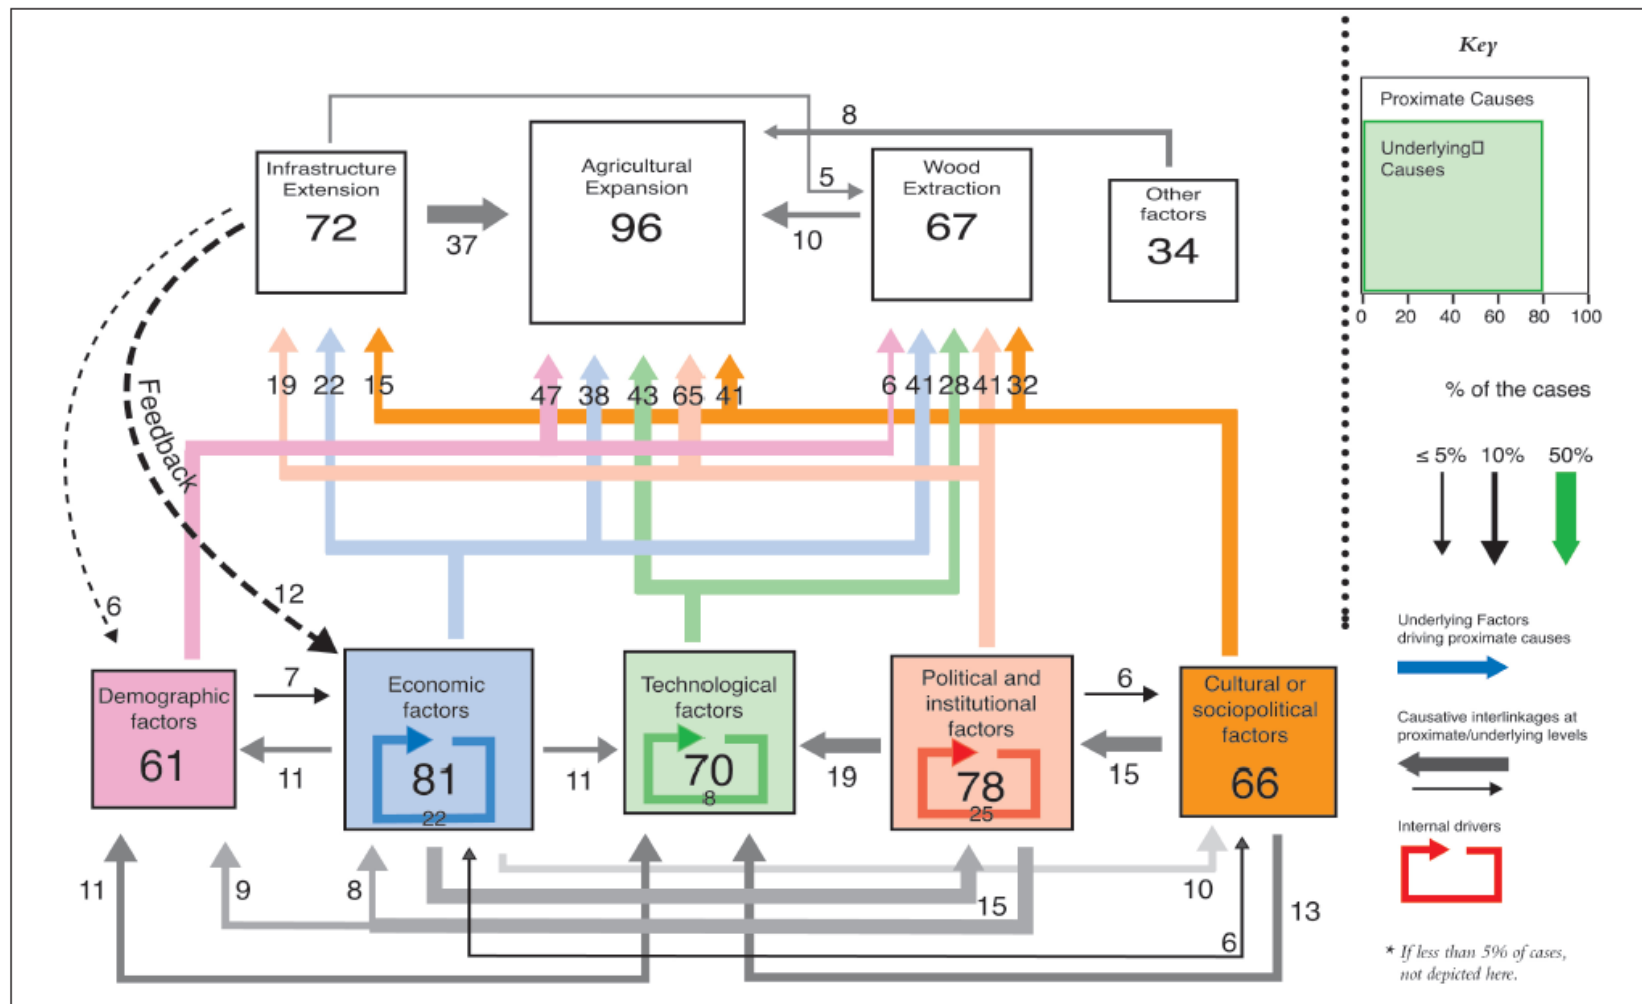 Key
Proximate Causes
Underlying□
Causes
0 20 40 60 80 100
% of the cases
≤ 5% 10% 50%
Underlying Factors
driving proximate causes
Causative interlinkages at
proximate/underlying levels
Internal drivers
* If less than 5% of cases,
not depicted here.
8
Infrastructure
Extension
72
37
Agricultural
Expansion
96
5
10
Wood
Extraction
67
Other
factors
34
19 22 15
47 38 43 65 41
6 41 28 41 32
Feedback
6
12
Demographic
factors
61
7
11
Economic
factors
81
22
11
Technological
factors
70
8
19
Political and
institutional
factors
78
25
6
15
Cultural or
sociopolitical
factors
66
11
9
8
15
10
6
13